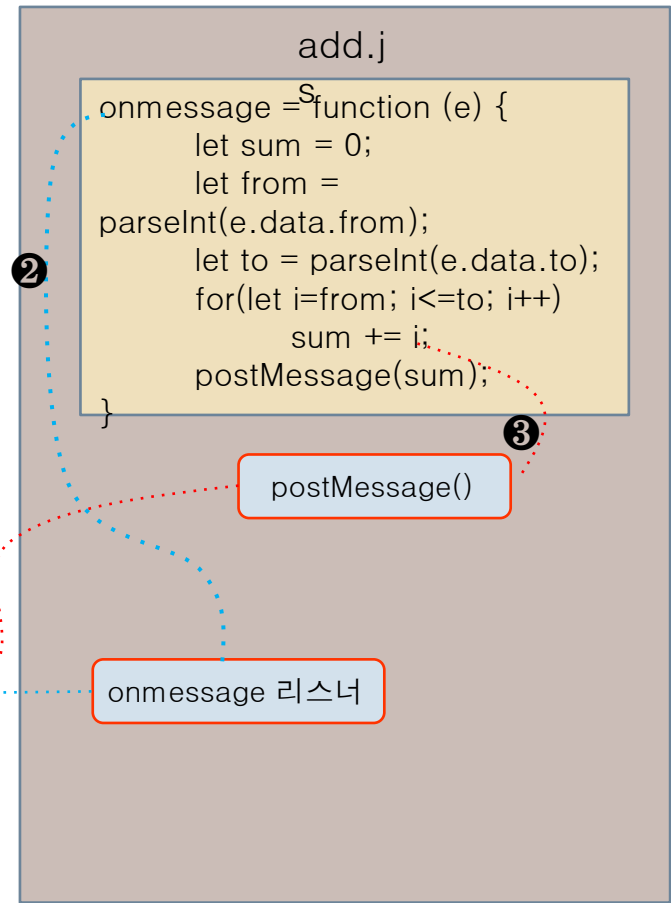 add.j
s
onmessage = function (e) {
let sum = 0;
let from =
parseInt(e.data.from);
let to = parseInt(e.data.to);
for(let i=from; i<=to; i++)
sum += i;
postMessage(sum);
}
❷
❸
postMessage()
onmessage 리스너